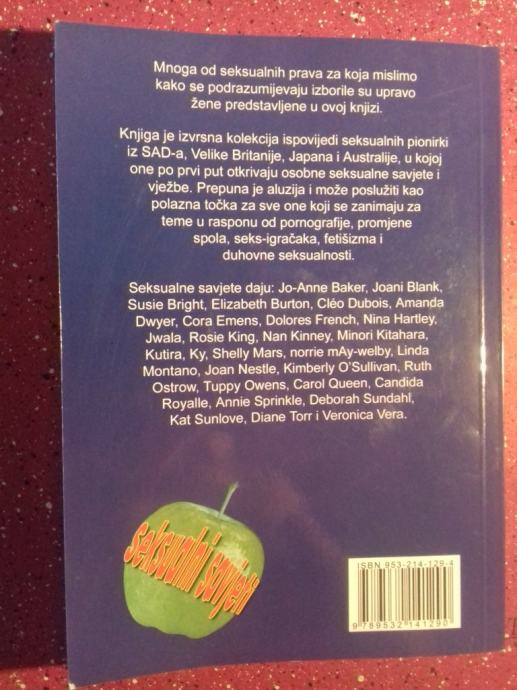 Mnoga od seksualnih prava za koja mislimo
kako se podrazumijevaju izborile su upravo
žene predstavljene u ovoj knjizi.
Knjiga je izvrsna kolekcija ispovijedi seksualnih pionirki
iz SAD-a, Velike Britanije, Japana i Australije, u kojoj
one po prvi put otkrivaju osobne seksualne savjete i
vježbe. Prepuna je aluzija i može poslužiti kao
polazna točka za sve one koji se zanimaju za
teme u rasponu od pornografije, promjene
spola, seks-igračaka, fetišizma i
duhovne seksualnosti.
Seksualne savjete daju: Jo-Anne Baker, Joani Blank,
Susie Bright, Elizabeth Burton, Cléo Dubois, Amanda
Dwyer, Cora Emens, Dolores French, Nina Hartley,
Jwala, Rosie King, Nan Kinney, Minori Kitahara,
Kutira, Ky, Shelly Mars, norrie mAy-welby, Linda
Montano, Joan Nestle, Kimberly O'Sullivan, Ruth
Ostrow, Tuppy Owens, Carol Queen, Candida
Royalle, Annie Sprinkle, Deborah Sundahl,
Kat Sunlove, Diane Torr i Veronica Vera.
seksualni savjeti
ISBN 953-214-129-4
9 789532 141290